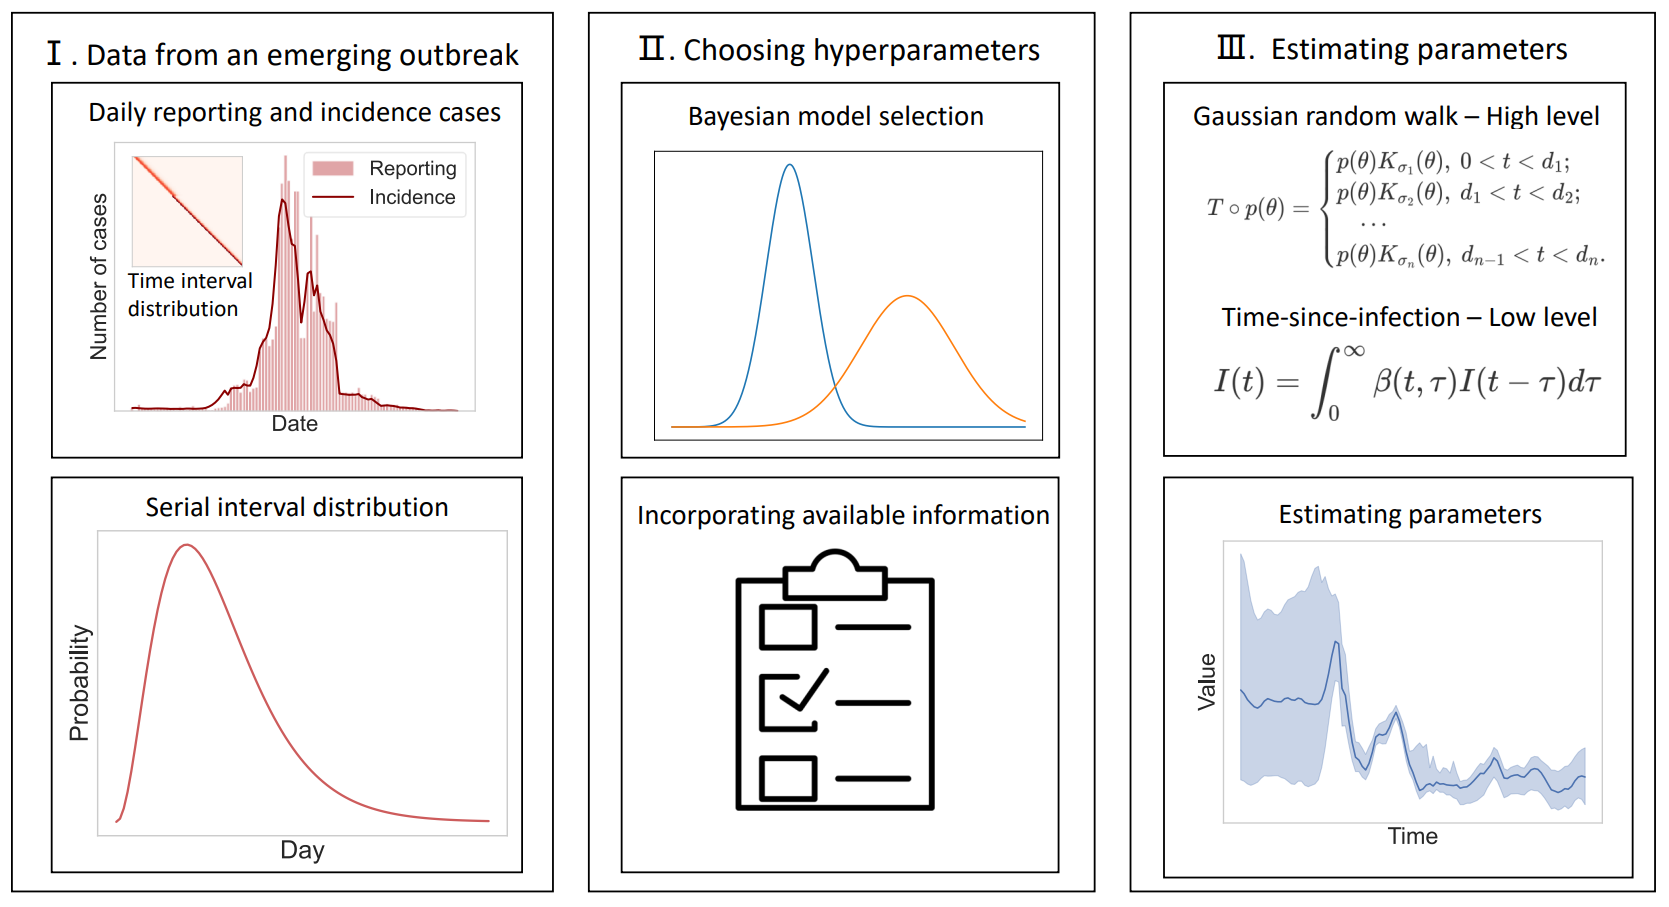 Ⅰ. Data from an emerging outbreak
Daily reporting and incidence cases
Reporting
Incidence
Time interval
distribution
Number of cases
Date
Serial interval distribution
Probability
Day
Ⅱ. Choosing hyperparameters
Bayesian model selection
Incorporating available information
Ⅲ. Estimating parameters
Gaussian random walk – High level
T ∘ p(θ) = { p(θ)K_{σ_1}(θ), 0 < t < d_1;
p(θ)K_{σ_2}(θ), d_1 < t < d_2;
⋯
p(θ)K_{σ_n}(θ), d_{n−1} < t < d_n.
Time-since-infection – Low level
I(t) = ∫_0^∞ β(t, τ)I(t − τ)dτ
Estimating parameters
Value
Time